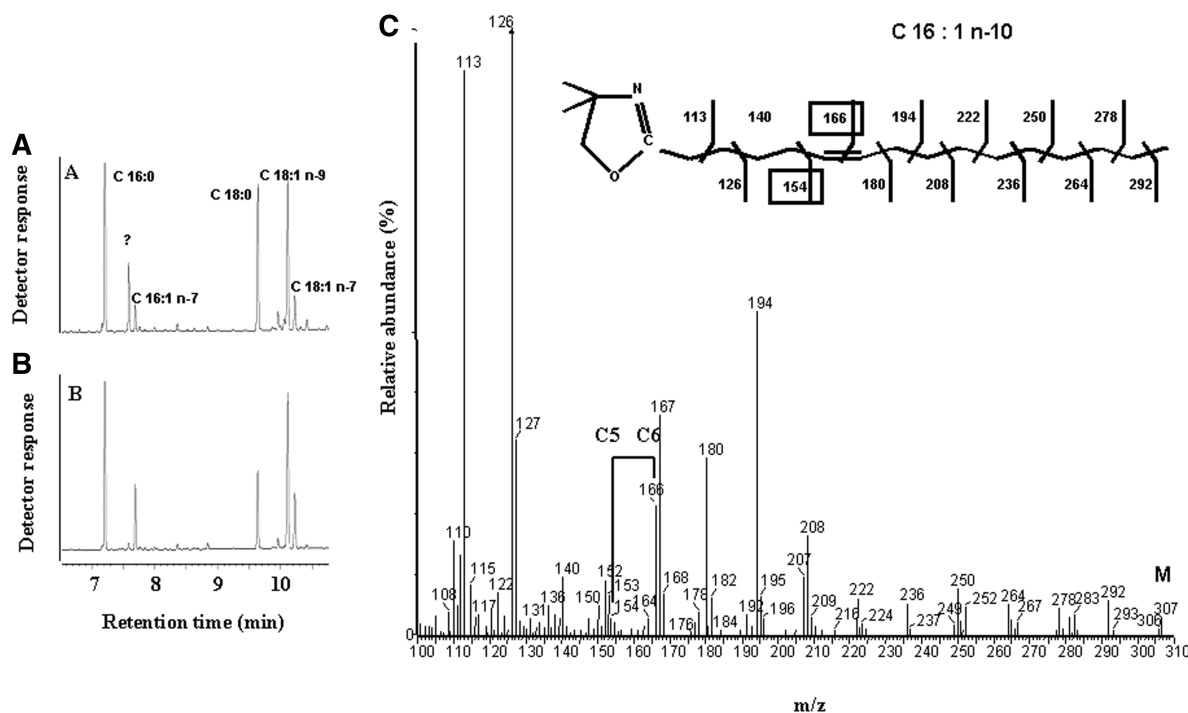 A
Detector response
A
C 16:0
?
C 16:1 n-7
C 18:0
C 18:1 n-9
C 18:1 n-7
B
Detector response
B
7 8 9 10
Retention time (min)
C
C 16 : 1 n-10
N
C
O
113 140 166 194 222 250 278
126 154 180 208 236 264 292
Relative abundance (%)
0
126
113
127
110
108
115
117
122
131
136
140
150
152
153
154
164
C5 C6
166
167
168
176
178
180
182
184
192
194
195
196
207
208
209
216
222
224
236
237
249
250
252
264
267
278
283
292
293
306
307
M
100 110 120 130 140 150 160 170 180 190 200 210 220 230 240 250 260 270 280 290 300 310
m/z